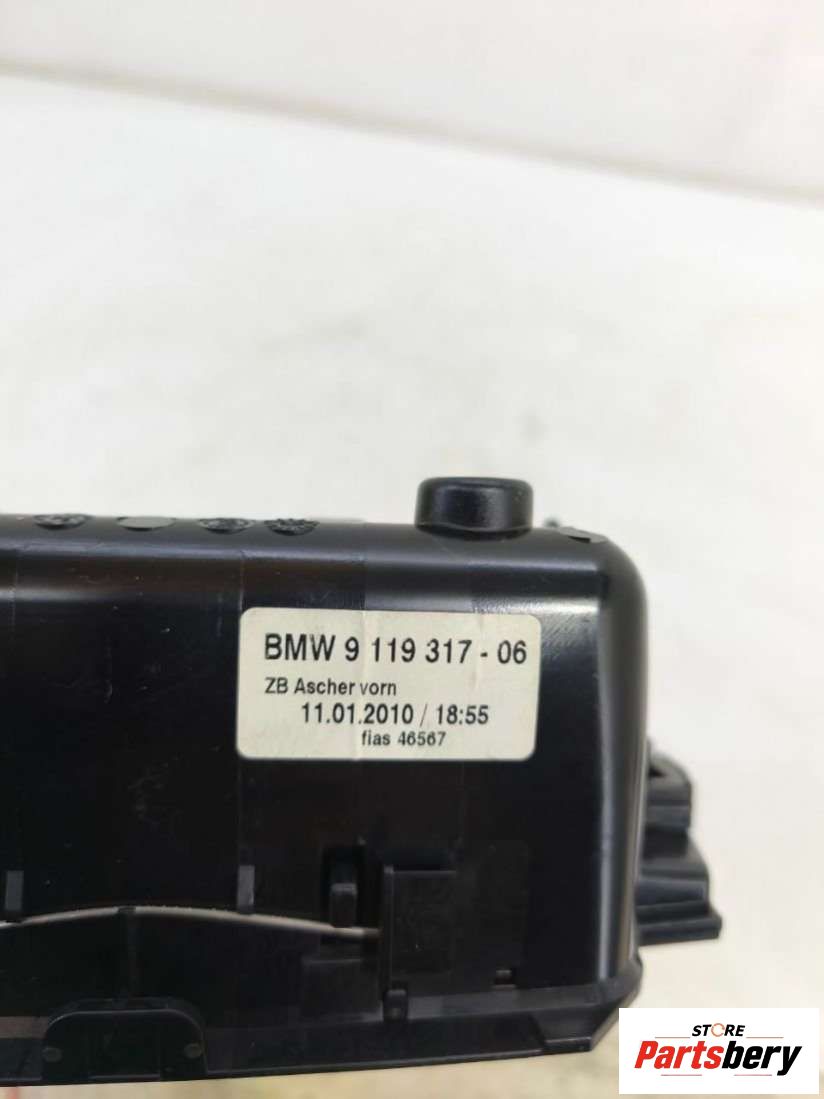 BMW 9 119 317 - 06
ZB Ascher vorn
11.01.2010 / 18:55
fias 46567
STORE
Partsbery